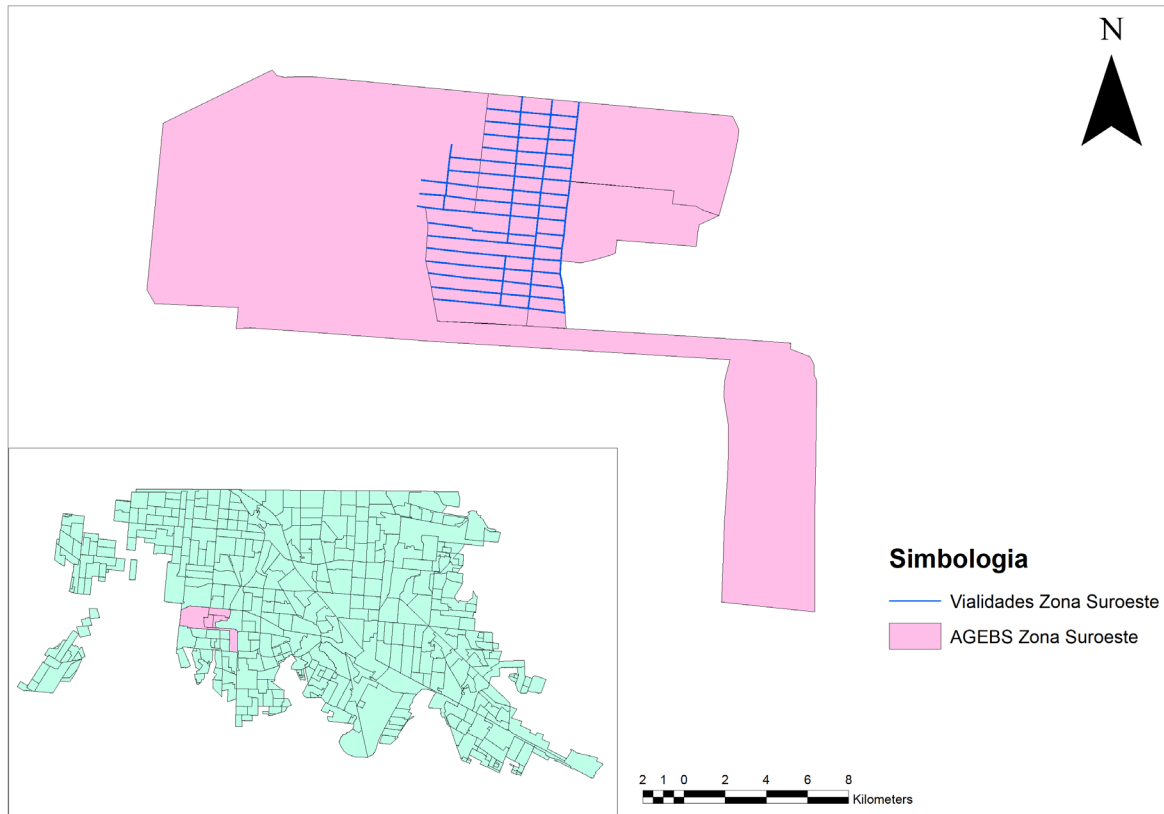 N
Simbologia
Vialidades Zona Suroeste
AGEBS Zona Suroeste
2 1 0 2 4 6 8
Kilometers